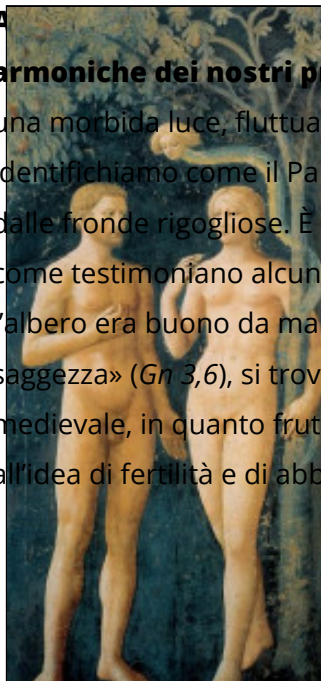 A
armoniche dei nostri pr
una morbida luce, fluttua
identifichiamo come il Pa
dalle fronde rigogliose. È
come testimoniano alcun
l’albero era buono da ma
saggezza» (Gn 3,6), si trov
medievale, in quanto frut
all’idea di fertilità e di abb